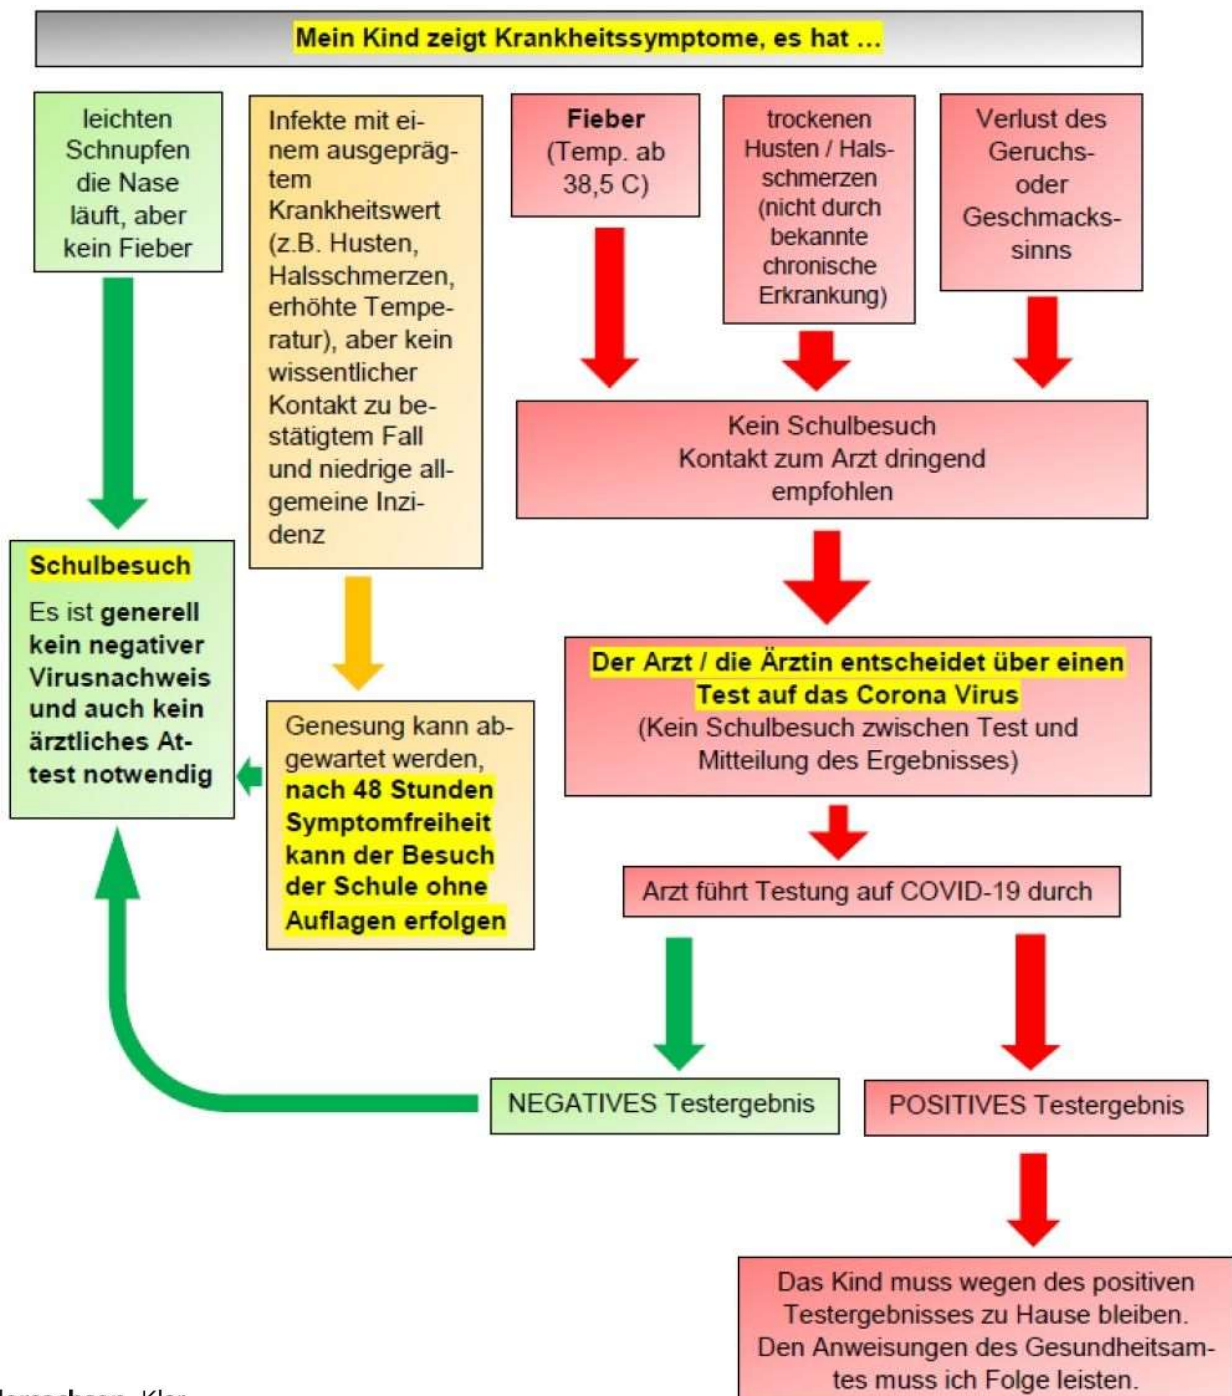 Mein Kind zeigt Krankheitssymptome, es hat …
leichten
Schnupfen
die Nase
läuft, aber
kein Fieber
Infekte mit ei-
nem ausgepräg-
tem
Krankheitswert
(z.B. Husten,
Halsschmerzen,
erhöhte Tempe-
ratur), aber kein
wissentlicher
Kontakt zu be-
stätigtem Fall
und niedrige all-
gemeine Inzi-
denz
Fieber
(Temp. ab
38,5 C)
trockenen
Husten / Hals-
schmerzen
(nicht durch
bekannte
chronische
Erkrankung)
Verlust des
Geruchs-
oder
Geschmacks-
sinns
Kein Schulbesuch
Kontakt zum Arzt dringend
empfohlen
Schulbesuch
Es ist generell
kein negativer
Virusnachweis
und auch kein
ärztliches At-
test notwendig
Genesung kann ab-
gewartet werden,
nach 48 Stunden
Symptomfreiheit
kann der Besuch
der Schule ohne
Auflagen erfolgen
Der Arzt / die Ärztin entscheidet über einen
Test auf das Corona Virus
(Kein Schulbesuch zwischen Test und
Mitteilung des Ergebnisses)
Arzt führt Testung auf COVID-19 durch
NEGATIVES Testergebnis
POSITIVES Testergebnis
Das Kind muss wegen des positiven
Testergebnisses zu Hause bleiben.
Den Anweisungen des Gesundheitsam-
tes muss ich Folge leisten.